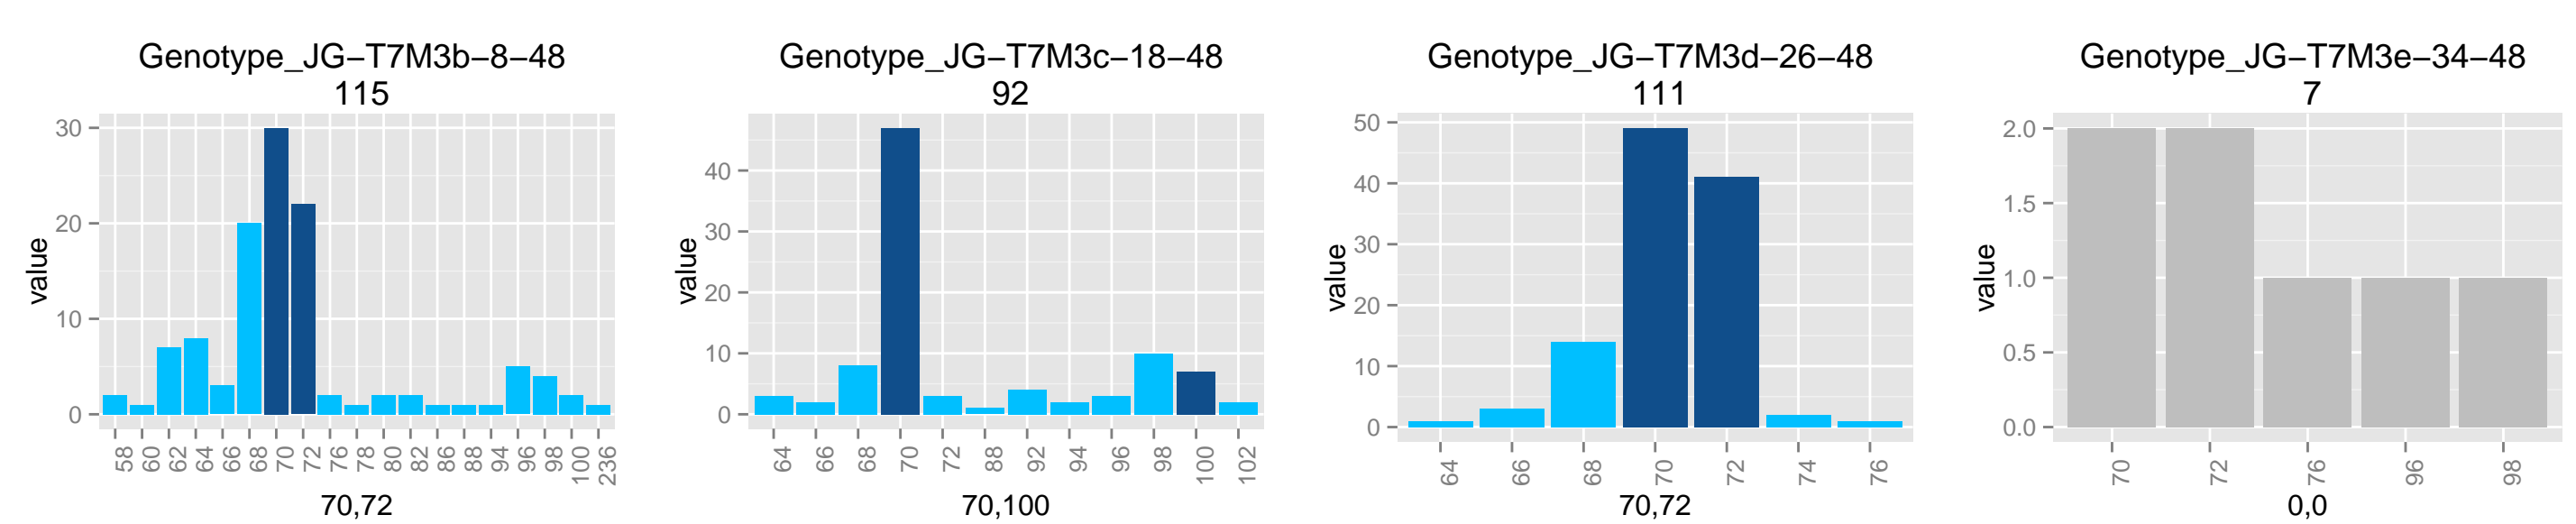 Genotype_JG−T7M3b−8−48
115
30
20
10
0
value
58 60 62 64 66 68 70 72 76 78 80 82 86 88 94 96 98 100 236
70,72
Genotype_JG−T7M3c−18−48
92
40
30
20
10
0
value
64 66 68 70 72 88 92 94 96 98 100 102
70,100
Genotype_JG−T7M3d−26−48
111
50
40
30
20
10
0
value
64 66 68 70 72 74 76
70,72
Genotype_JG−T7M3e−34−48
7
2.0
1.5
1.0
0.5
0.0
value
70 72 76 96 98
0,0